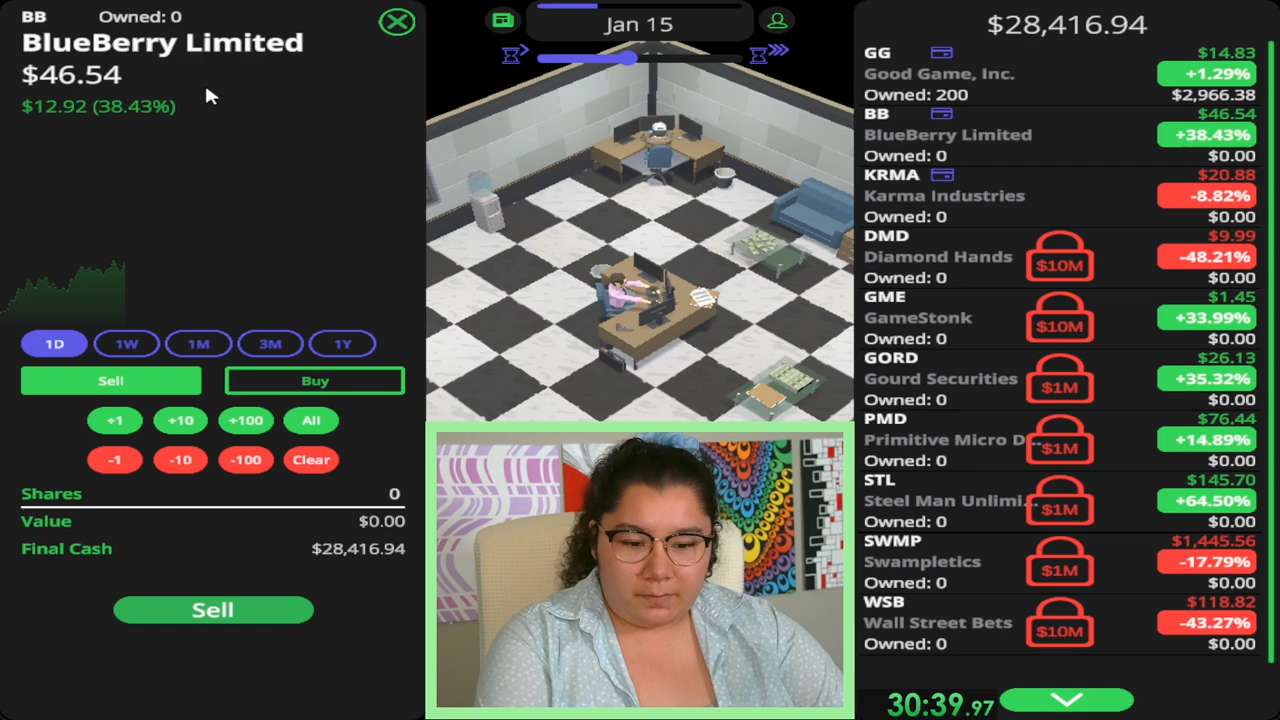 BB Owned: 0
BlueBerry Limited
$46.54
$12.92 (38.43%)
1D 1W 1M 3M 1Y
Sell Buy
+1 +10 +100 All
-1 -10 -100 Clear
Shares 0
Value $0.00
Final Cash $28,416.94
Sell
Jan 15
$28,416.94
GG $14.83
Good Game, Inc. +1.29%
Owned: 200 $2,966.38
BB $46.54
BlueBerry Limited +38.43%
Owned: 0 $0.00
KRMA $20.88
Karma Industries -8.82%
Owned: 0 $0.00
DMD $9.99
Diamond Hands $10M -48.21%
Owned: 0 $0.00
GME $1.45
GameStonk $10M +33.99%
Owned: 0 $0.00
GORD $26.13
Gourd Securities $1M +35.32%
Owned: 0 $0.00
PMD $76.44
Primitive Micro D... $1M +14.89%
Owned: 0 $0.00
STL $145.70
Steel Man Unlimi... $1M +64.50%
Owned: 0 $0.00
SWMP $1,445.56
Swampletics $1M -17.79%
Owned: 0 $0.00
WSB $118.82
Wall Street Bets $10M -43.27%
Owned: 0 $0.00
30:39.97